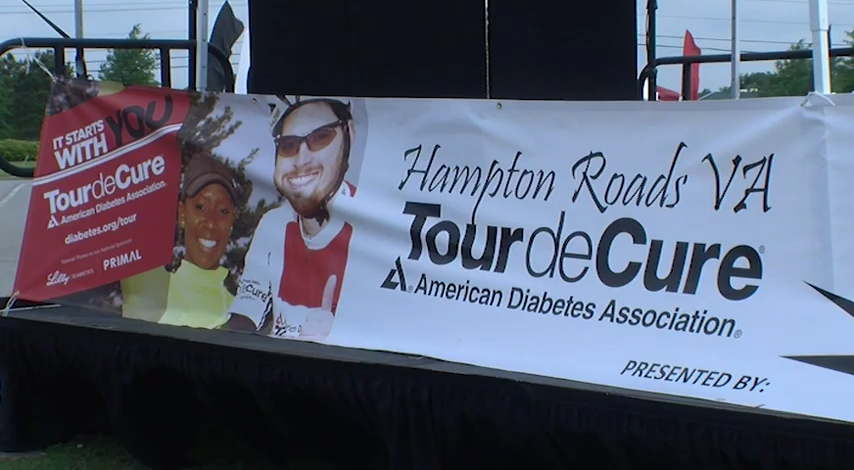 IT STARTS
WITH YOU
TourdeCure
American Diabetes Association.
diabetes.org/tour
Lilly DIABETES PRIMAL
Hampton Roads VA
TourdeCure®
American Diabetes Association®
PRESENTED BY: